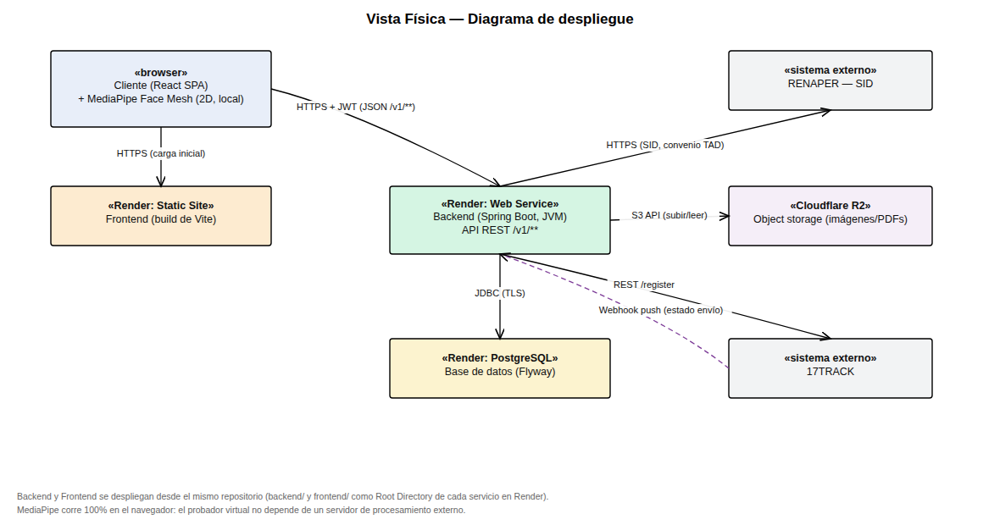 Vista Física — Diagrama de despliegue
«browser»
Cliente (React SPA)
+ MediaPipe Face Mesh (2D, local)
«sistema externo»
RENAPER — SID
HTTPS + JWT (JSON /v1/**)
HTTPS (SID, convenio TAD)
HTTPS (carga inicial)
«Render: Static Site»
Frontend (build de Vite)
«Render: Web Service»
Backend (Spring Boot, JVM)
API REST /v1/**
S3 API (subir/leer)
«Cloudflare R2»
Object storage (imágenes/PDFs)
JDBC (TLS)
REST /register
Webhook push (estado envío)
«Render: PostgreSQL»
Base de datos (Flyway)
«sistema externo»
17TRACK
Backend y Frontend se despliegan desde el mismo repositorio (backend/ y frontend/ como Root Directory de cada servicio en Render).
MediaPipe corre 100% en el navegador: el probador virtual no depende de un servidor de procesamiento externo.